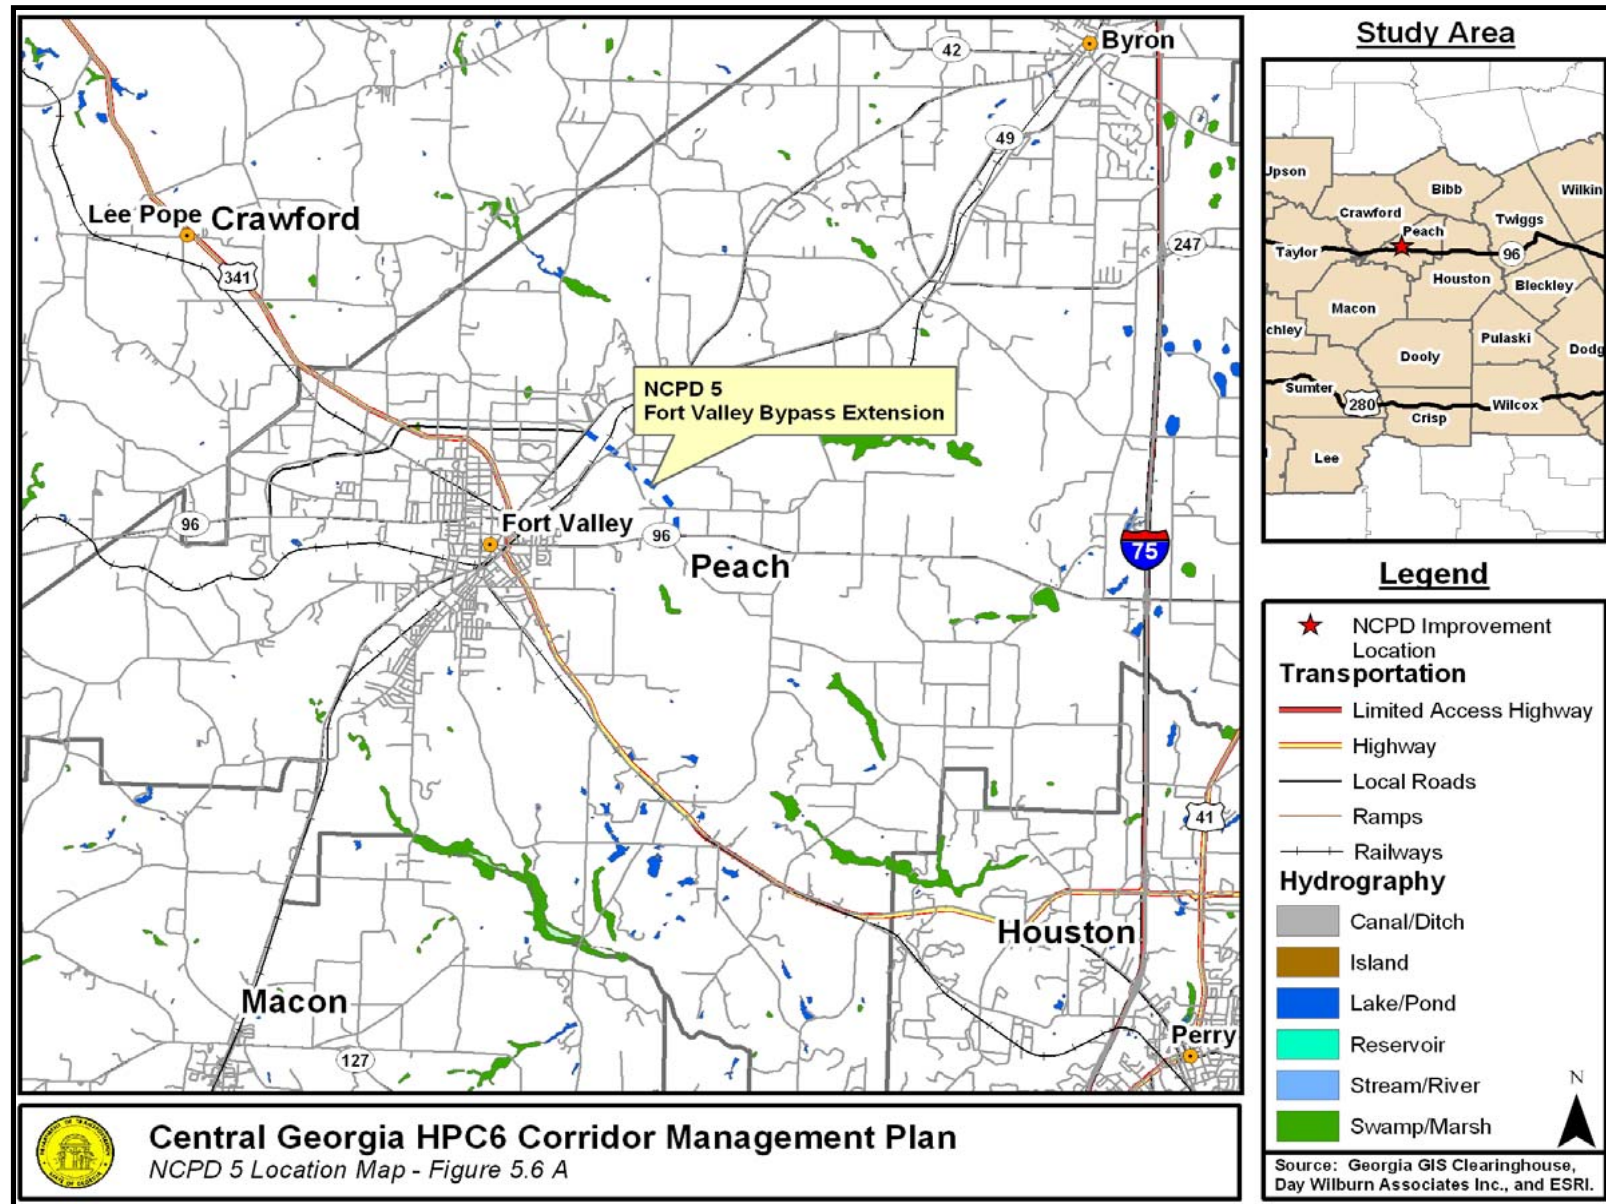 Byron
42
49
Lee Pope
Crawford
247
341
NCPD 5
Fort Valley Bypass Extension
96
Fort Valley
96
Peach
75
41
Houston
Macon
Perry
127
Study Area
Upson
Bibb
Wilkin
Crawford
Twiggs
Peach
Taylor
96
Houston
Bleckley
Macon
chley
Pulaski
Dooly
Dodg
Sumter
280
Wilcox
Crisp
Lee
Legend
NCPD Improvement
Location
Transportation
Limited Access Highway
Highway
Local Roads
Ramps
Railways
Hydrography
Canal/Ditch
Island
Lake/Pond
Reservoir
Stream/River
Swamp/Marsh
N
Source: Georgia GIS Clearinghouse,
Day Wilburn Associates Inc., and ESRI.
Central Georgia HPC6 Corridor Management Plan
NCPD 5 Location Map - Figure 5.6 A